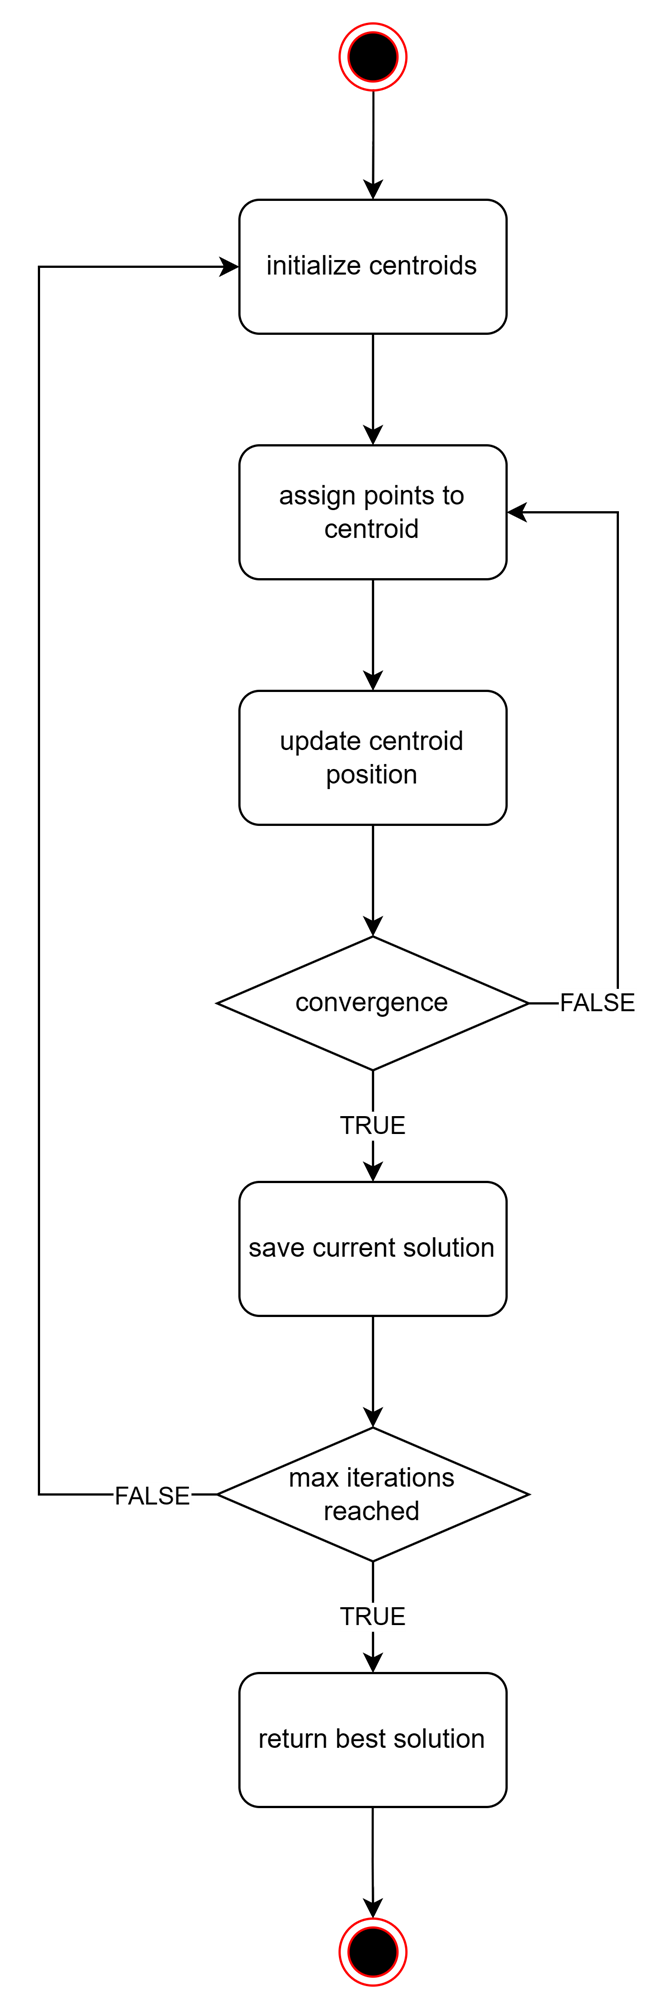 initialize centroids
assign points to
centroid
update centroid
position
convergence
FALSE
TRUE
save current solution
max iterations
reached
FALSE
TRUE
return best solution